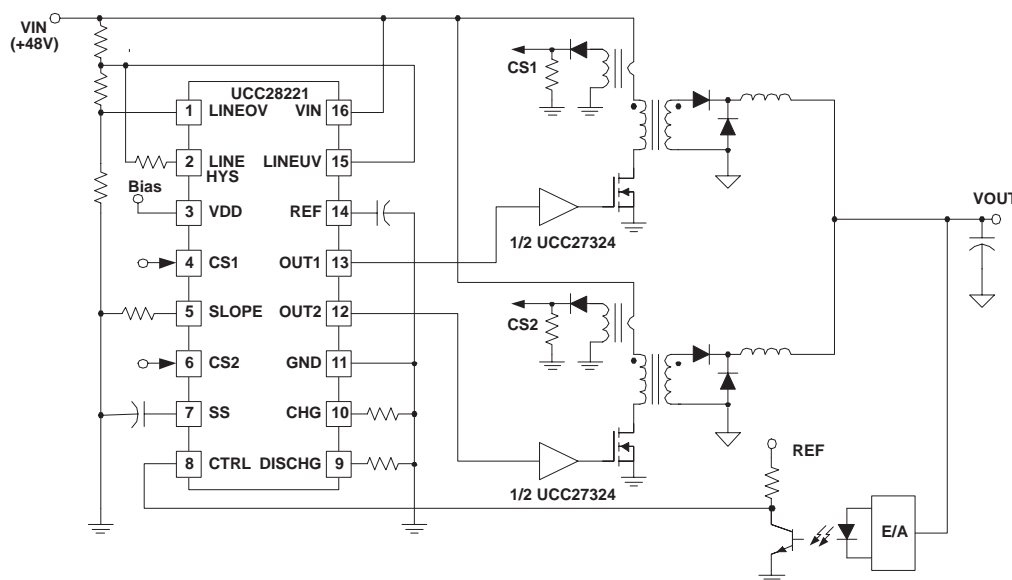 VIN
(+48V)
UCC28221
1 LINEOV VIN 16
2 LINE HYS LINEUV 15
Bias
3 VDD REF 14
4 CS1 OUT1 13
5 SLOPE OUT2 12
6 CS2 GND 11
7 SS CHG 10
8 CTRL DISCHG 9
CS1
1/2 UCC27324
CS2
1/2 UCC27324
VOUT
REF
E/A